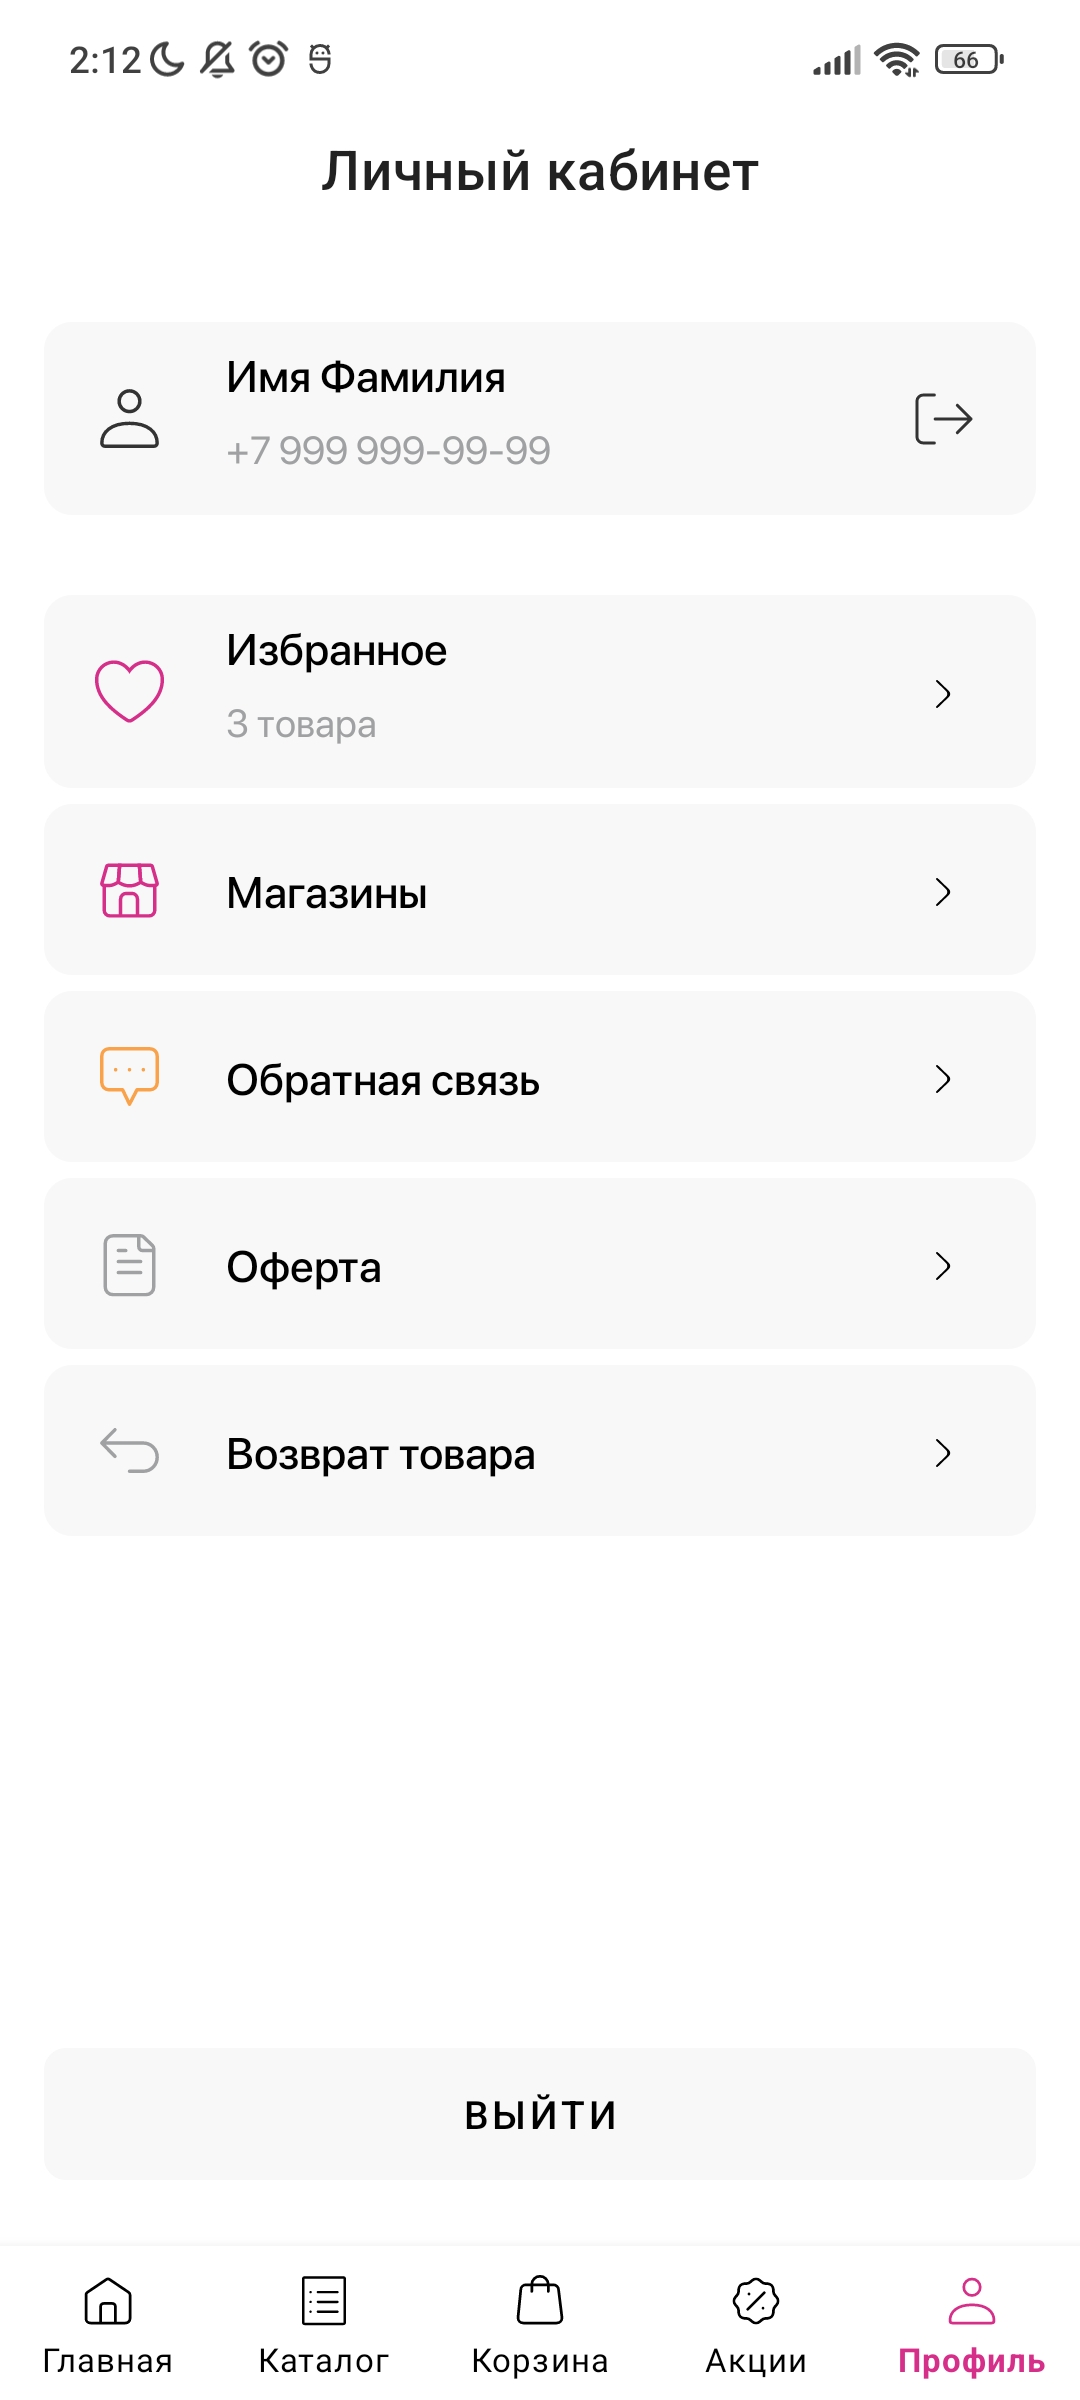 2:12
66
Личный кабинет
Имя Фамилия
+7 999 999-99-99
Избранное
3 товара
Магазины
Обратная связь
Оферта
Возврат товара
ВЫЙТИ
Главная
Каталог
Корзина
Акции
Профиль